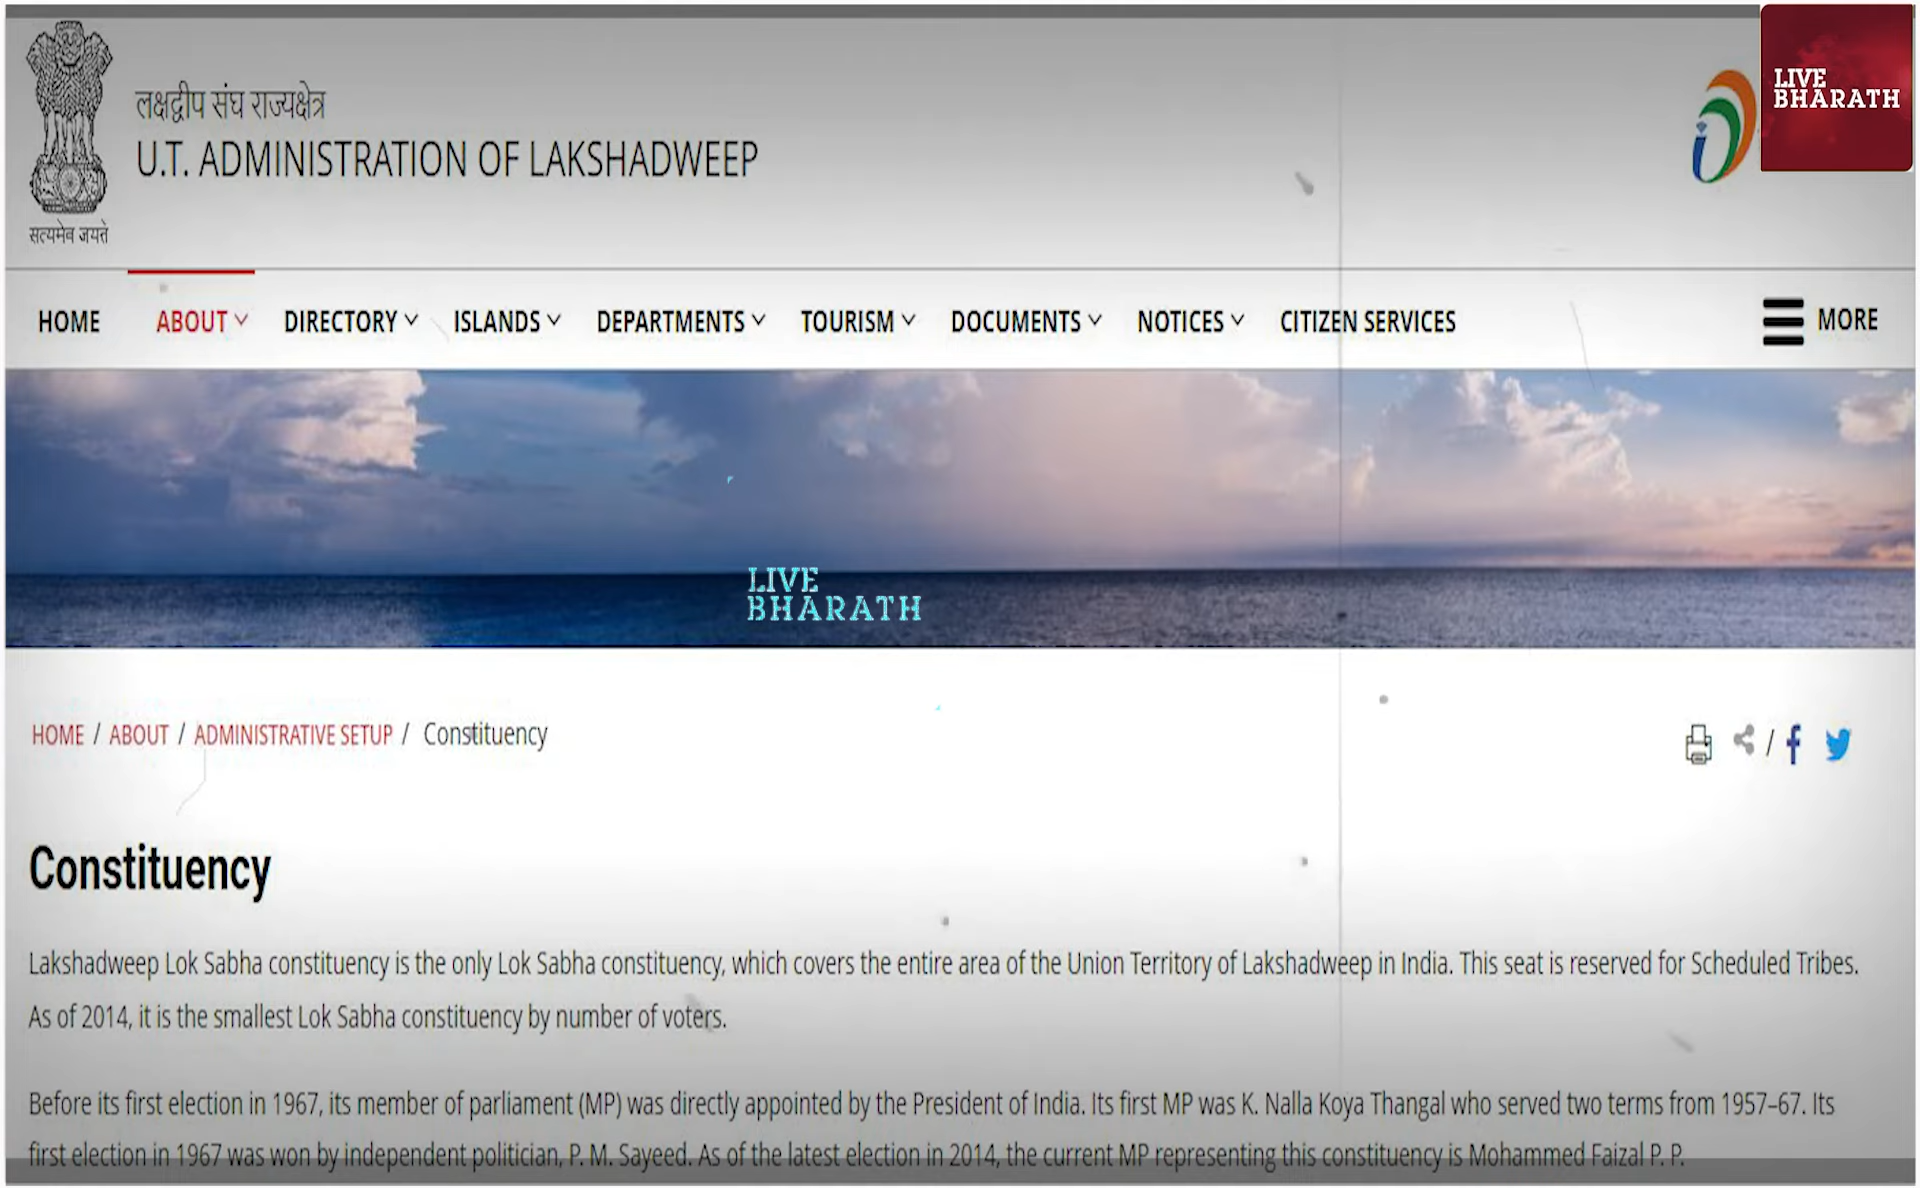 लक्षद्वीप संघ राज्यक्षेत्र
U.T. ADMINISTRATION OF LAKSHADWEEP
सत्यमेव जयते
LIVE
BHARATH
HOME ABOUT DIRECTORY ISLANDS DEPARTMENTS TOURISM DOCUMENTS NOTICES CITIZEN SERVICES MORE
LIVE
BHARATH
HOME / ABOUT / ADMINISTRATIVE SETUP / Constituency
Constituency
Lakshadweep Lok Sabha constituency is the only Lok Sabha constituency, which covers the entire area of the Union Territory of Lakshadweep in India. This seat is reserved for Scheduled Tribes.
As of 2014, it is the smallest Lok Sabha constituency by number of voters.
Before its first election in 1967, its member of parliament (MP) was directly appointed by the President of India. Its first MP was K. Nalla Koya Thangal who served two terms from 1957–67. Its
first election in 1967 was won by independent politician, P. M. Sayeed. As of the latest election in 2014, the current MP representing this constituency is Mohammed Faizal P. P.